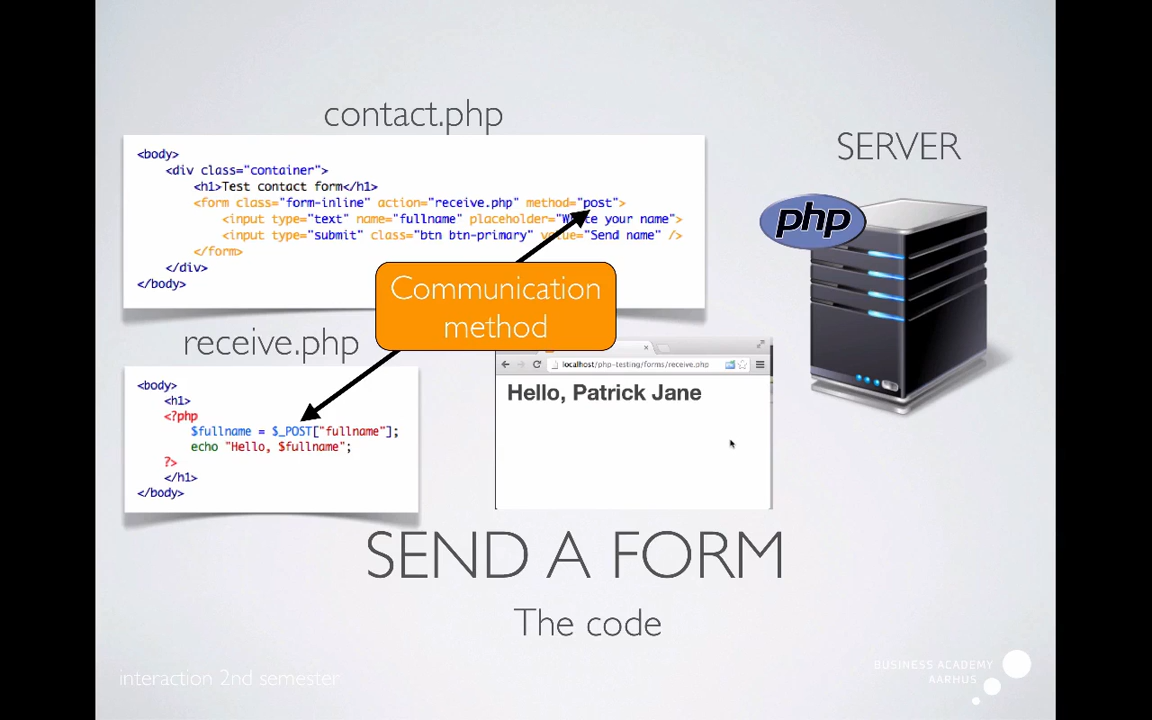 contact.php
<body>
<div class="container">
<h1>Test contact form</h1>
<form class="form-inline" action="receive.php" method="post">
<input type="text" name="fullname" placeholder="W your name">
<input type="submit" class="btn btn-primary" value="Send name" />
</form>
</div>
</body>
SERVER
php
Communication
method
receive.php
<body>
<h1>
<?php
$fullname = $_POST["fullname"];
echo "Hello, $fullname";
?>
</h1>
</body>
localhost/php-testing/forms/receive.php
Hello, Patrick Jane
SEND A FORM
The code
interaction 2nd semester
BUSINESS ACADEMY
AARHUS